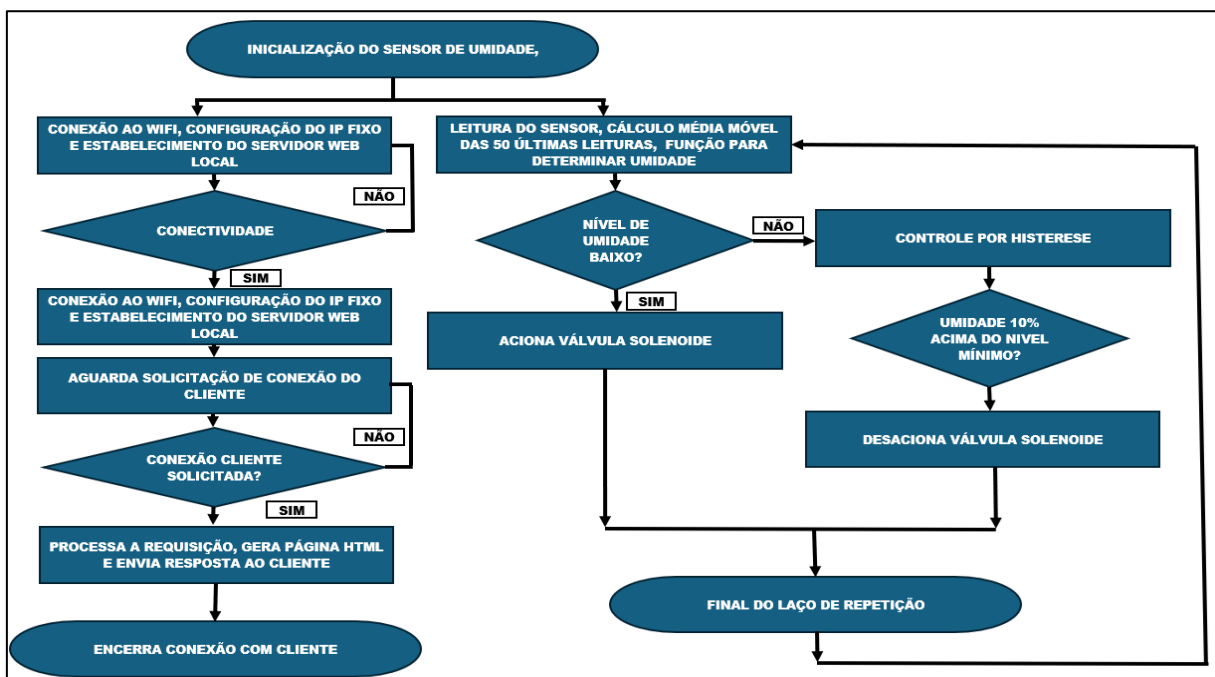 INICIALIZAÇÃO DO SENSOR DE UMIDADE,
CONEXÃO AO WIFI, CONFIGURAÇÃO DO IP FIXO
E ESTABELECIMENTO DO SERVIDOR WEB
LOCAL
NÃO
CONECTIVIDADE
SIM
CONEXÃO AO WIFI, CONFIGURAÇÃO DO IP FIXO
E ESTABELECIMENTO DO SERVIDOR WEB
LOCAL
AGUARDA SOLICITAÇÃO DE CONEXÃO DO
CLIENTE
NÃO
CONEXÃO CLIENTE
SOLICITADA?
SIM
PROCESSA A REQUISIÇÃO, GERA PÁGINA HTML
E ENVIA RESPOSTA AO CLIENTE
ENCERRA CONEXÃO COM CLIENTE
LEITURA DO SENSOR, CÁLCULO MÉDIA MÓVEL
DAS 50 ÚLTIMAS LEITURAS, FUNÇÃO PARA
DETERMINAR UMIDADE
NÍVEL DE
UMIDADE
BAIXO?
NÃO
SIM
ACIONA VÁLVULA SOLENOIDE
CONTROLE POR HISTERESE
UMIDADE 10%
ACIMA DO NIVEL
MÍNIMO?
DESACIONA VÁLVULA SOLENOIDE
FINAL DO LAÇO DE REPETIÇÃO